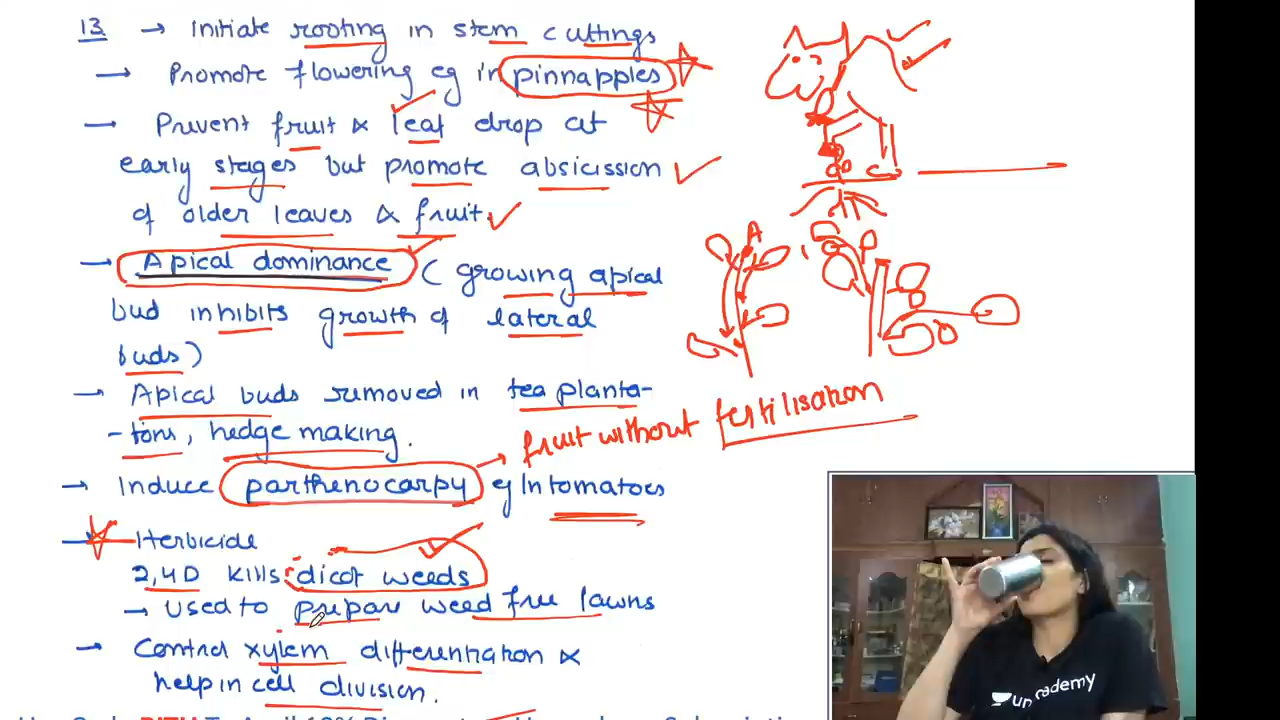 13 → Initiate rooting in stem cuttings
→ Promote flowering eg in pinnapples
→ Prevent fruit & leaf drop at
early stages but promote absicission
of older leaves & fruit
→ Apical dominance ( growing apical
bud inhibits growth of lateral
buds)
→ Apical buds removed in tea planta-
-tons, hedge making.
fruit without fertilisation
→ Induce parthenocarpy eg In tomatoes
→ Herbicide
2,4D kills dicot weeds
→ Used to prepare weed free lawns
→ Control xylem differentiation &
help in cell division.
A
P
unacademy